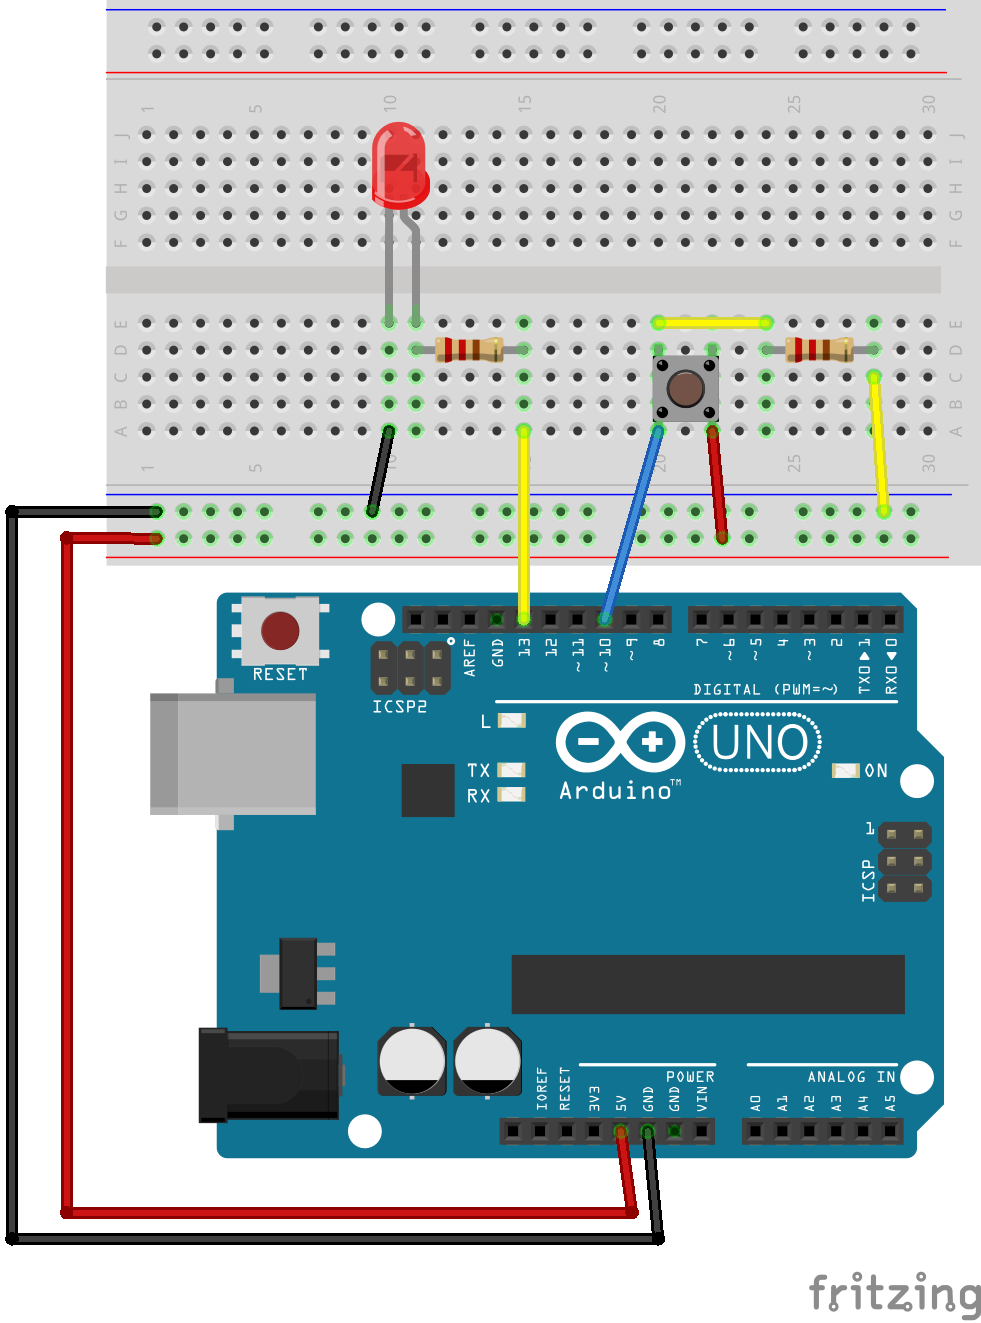 1 5 10 15 20 25 30
J J
I I
H H
G G
F F
E E
D D
C C
B B
A A
1 5 10 15 20 25 30
RESET
ICSP2
AREF
GND
13
12
~11
~10
~9
8
7
~6
~5
4
~3
2
TX0▶1
RX0◀0
DIGITAL (PWM=~)
L
TX
RX
UNO
Arduino™
ON
1
ICSP
IOREF
RESET
3V3
5V
GND
GND
VIN
POWER
A0
A1
A2
A3
A4
A5
ANALOG IN
fritzing